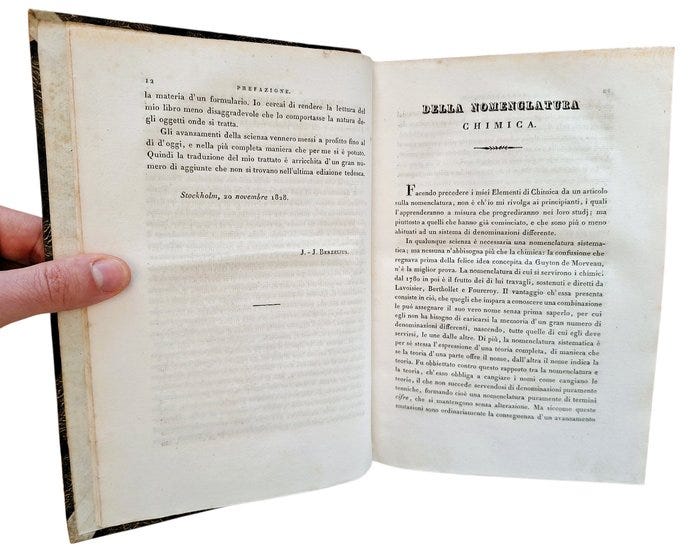 12
PREFAZIONE.
la materia d'un formulario. Io cercai di rendere la lettura del
mio libro meno disaggradevole che lo comportasse la natura de-
gli oggetti onde si tratta.
Gli avanzamenti della scienza vennero messi a profitto fino al
dì d'oggi, e nella più completa maniera che per me si è potuto.
Quindi la traduzione del mio trattato è arricchita d'un gran nu-
mero di aggiunte che non si trovano nell'ultima edizione tedesca.
Stockholm, 20 novembre 1828.
J.-J. BERZELIUS.
DELLA NOMENCLATURA
CHIMICA.
Facendo precedere i miei Elementi di Chimica da un articolo
sulla nomenclatura, non è ch'io mi rivolga ai principianti, i quali
l'apprenderanno a misura che progrediranno nei loro studj; ma
piuttosto a quelli che hanno già cominciato, e che sono più o meno
abituati ad un sistema di denominazioni differente.
In qualunque scienza è necessaria una nomenclatura sistema-
tica; ma nessuna n'abbisogna più che la chimica: la confusione che
regnava prima della felice idea concepita da Guyton de Morveau,
n'è la miglior prova. La nomenclatura di cui si servirono i chimici
dal 1780 in poi è il frutto dei di lui travagli, sostenuti e diretti da
Lavoisier, Berthollet e Fourcroy. Il vantaggio ch'essa presenta
consiste in ciò, che quegli che impara a conoscere una combinazione
le può assegnare il suo vero nome senza prima saperlo, per cui
egli non ha bisogno di caricarsi la memoria d'un gran numero di
denominazioni differenti, nascendo, tutte quelle di cui egli deve
servirsi, le une dalle altre. Di più, la nomenclatura sistematica è
per sè stessa l'espressione d'una teoria completa, di maniera che
se la teoria d'una parte offre il nome, dall'altra il nome indica la
teoria. Fu obbiettato contro questo rapporto tra la nomenclatura e
la teoria, ch'esso obbliga a cangiare i nomi come cangiano le
teorie, il che non succede servendosi di denominazioni puramente
tecniche, formando cioè una nomenclatura puramente di termini
cifre, che si mantengono senza alterazione. Ma siccome queste
mutazioni sono ordinariamente la conseguenza d'un avanzamento